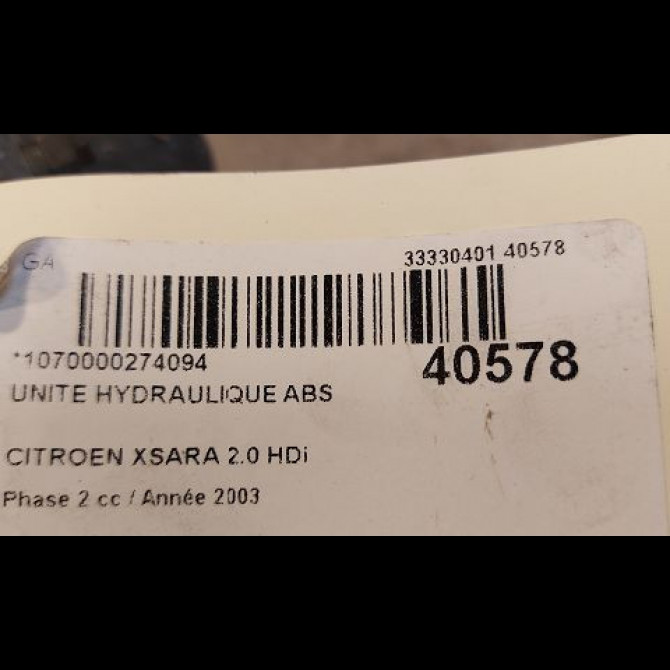 GA 33330401 40578
*1070000274094 40578
UNITE HYDRAULIQUE ABS
CITROEN XSARA 2.0 HDi
Phase 2 cc / Année 2003